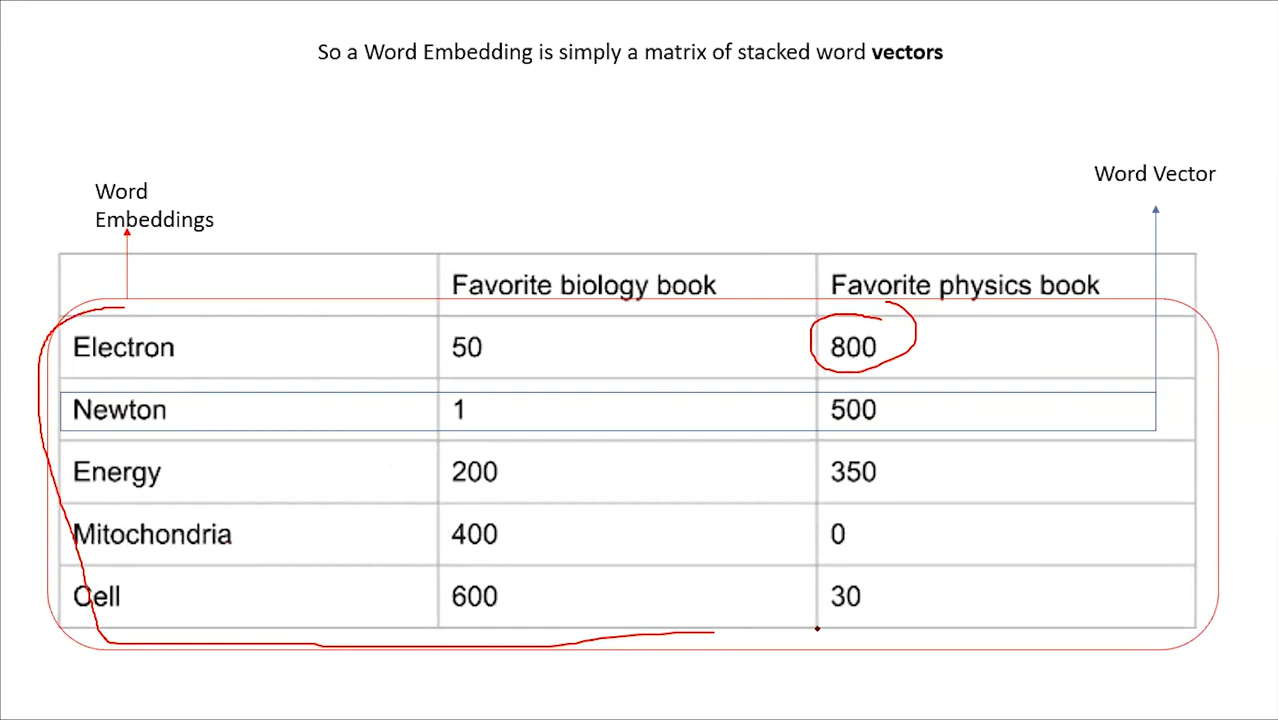 So a Word Embedding is simply a matrix of stacked word vectors
Word Vector
Word
Embeddings
Favorite biology book Favorite physics book
Electron 50 800
Newton 1 500
Energy 200 350
Mitochondria 400 0
Cell 600 30